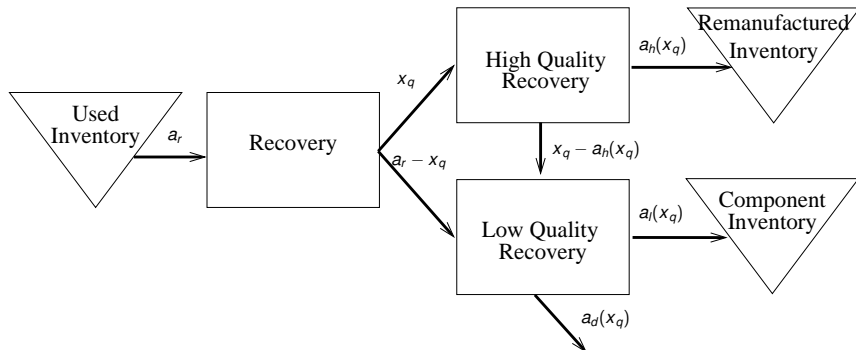 Used
Inventory
a_r
Recovery
x_q
a_r − x_q
High Quality
Recovery
a_h(x_q)
Remanufactured
Inventory
x_q − a_h(x_q)
Low Quality
Recovery
a_l(x_q)
Component
Inventory
a_d(x_q)